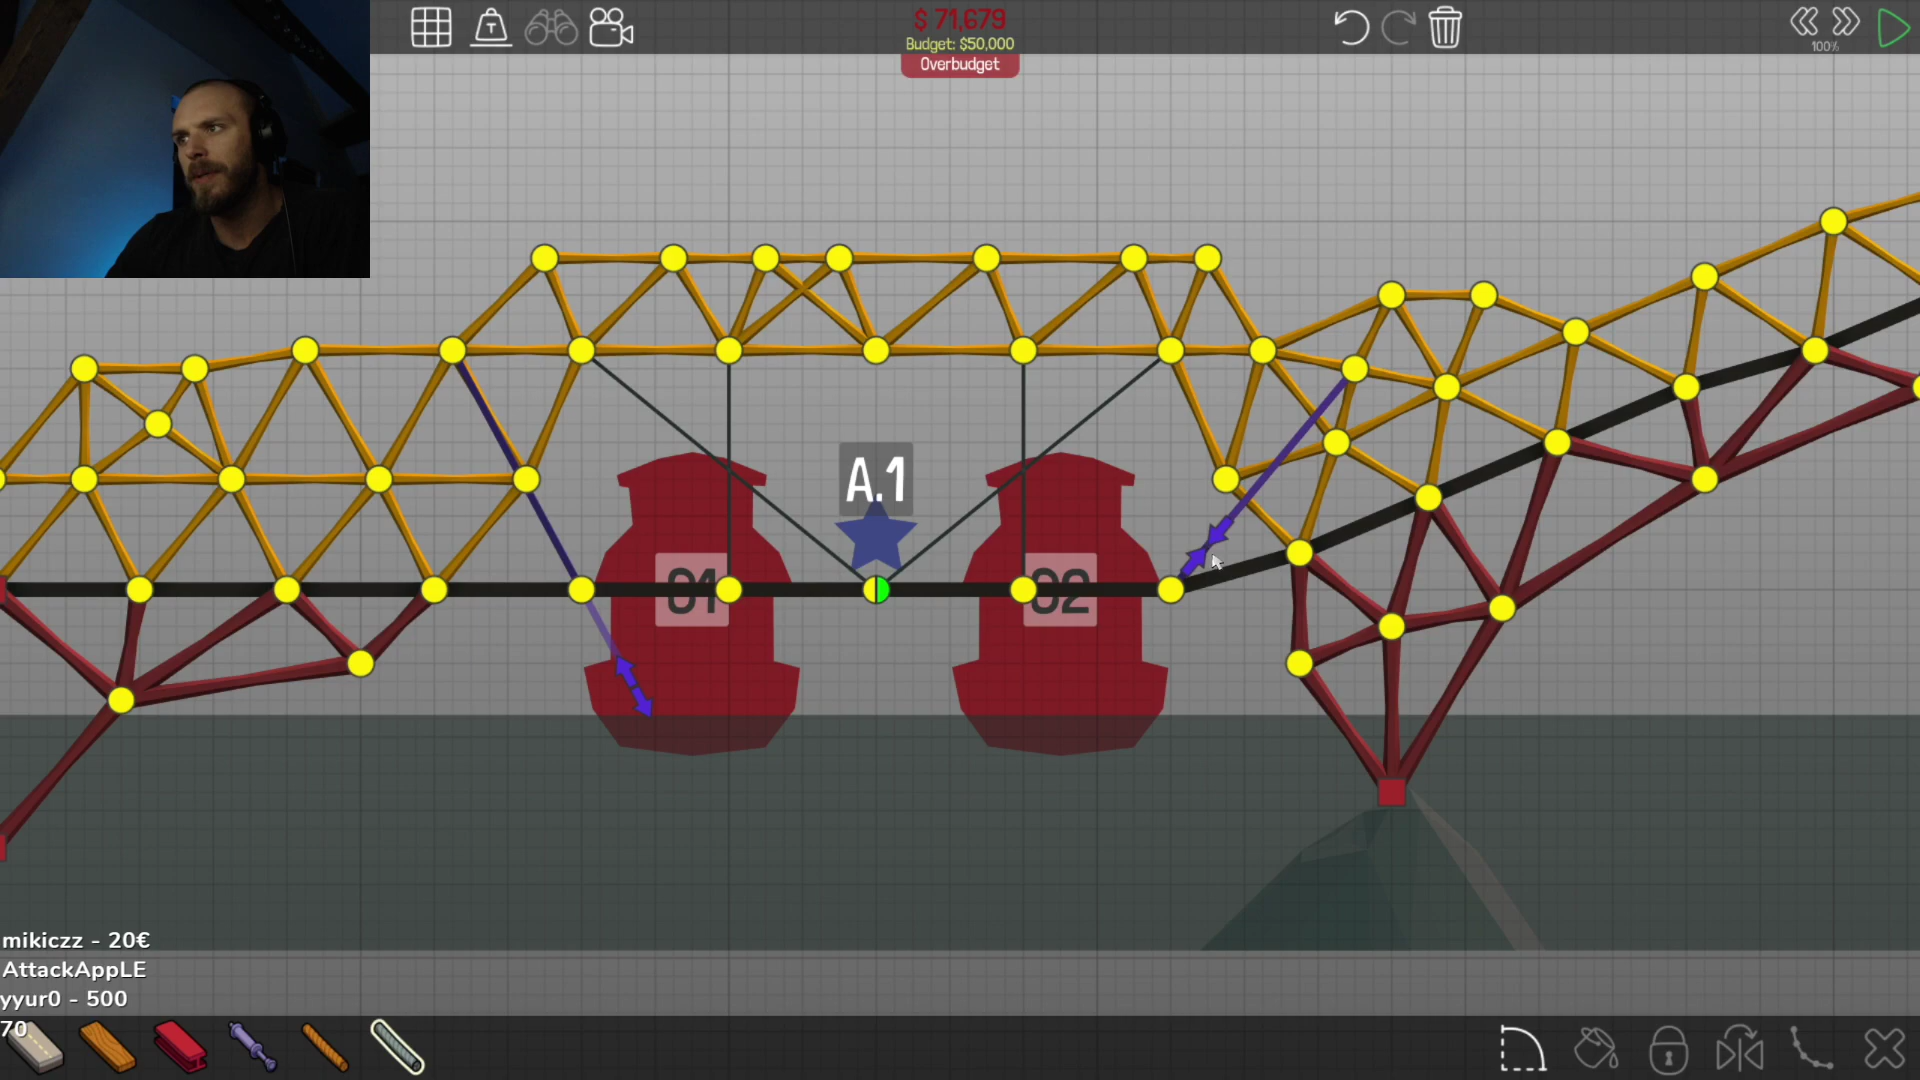 $ 71,679
Budget: $50,000
Overbudget
100%
A.1
01
02
mikiczz - 20€
AttackAppLE
yyur0 - 500
70
T